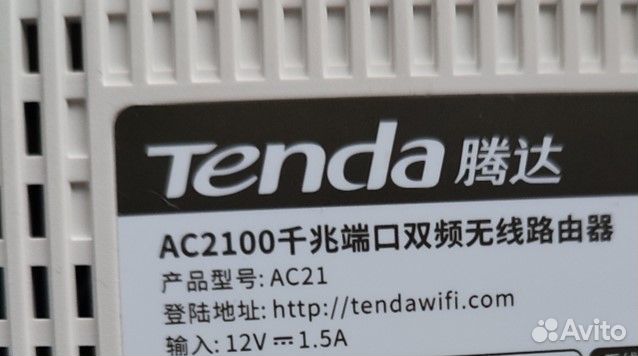 Tenda 腾达
AC2100千兆端口双频无线路由器
产品型号: AC21
登陆地址: http://tendawifi.com
输入: 12V⎓1.5A
Avito